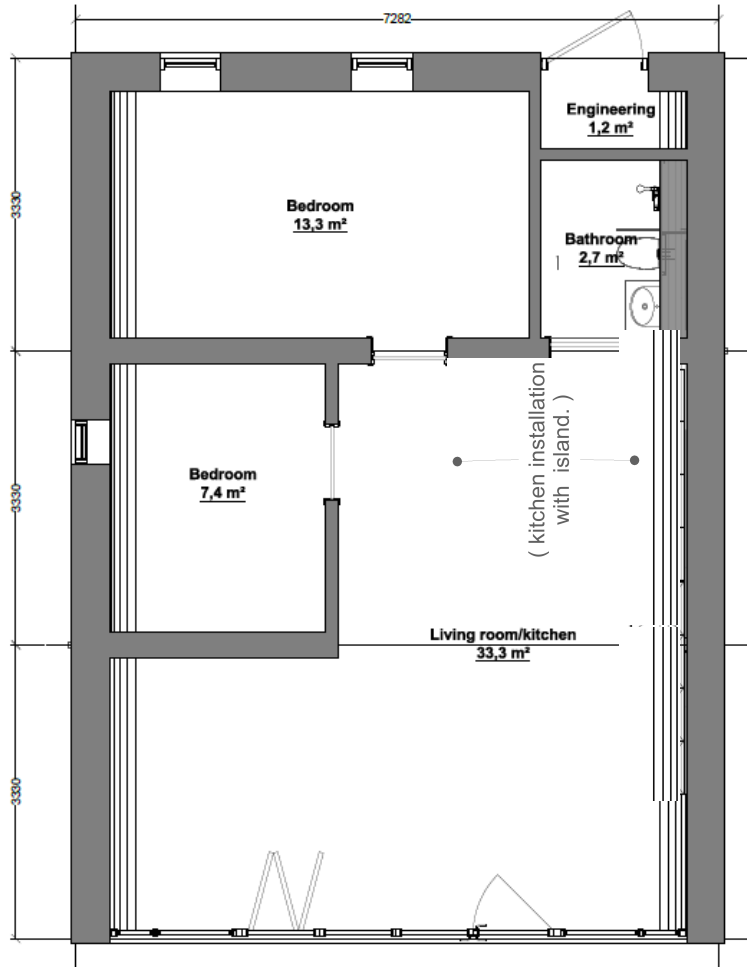 7282
Engineering
1,2 m²
Bedroom
13,3 m²
3330
Bathroom
2,7 m²
( kitchen installation
with island. )
Bedroom
7,4 m²
3330
Living room/kitchen
33,3 m²
3330